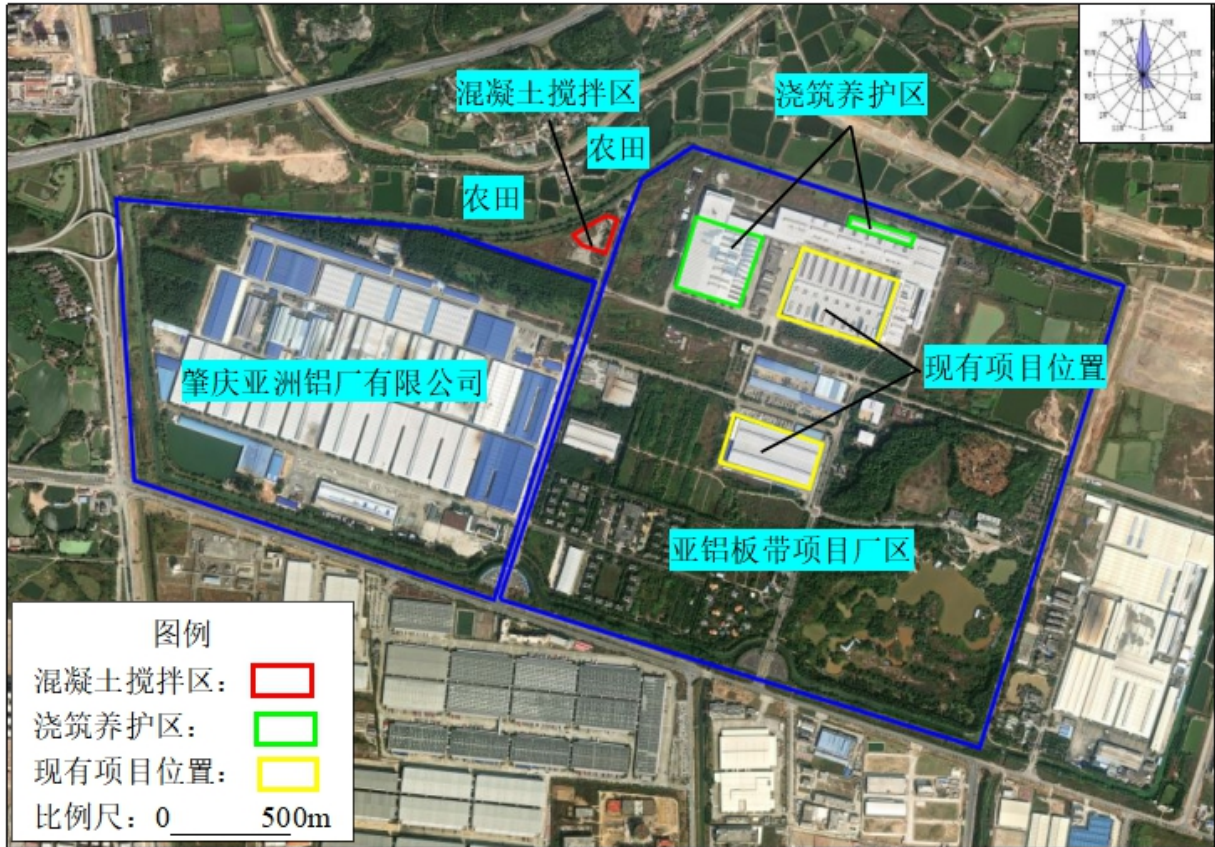 混凝土搅拌区
浇筑养护区
农田
农田
现有项目位置
肇庆亚洲铝厂有限公司
亚铝板带项目厂区
图例
混凝土搅拌区：
浇筑养护区：
现有项目位置：
比例尺：0 500m